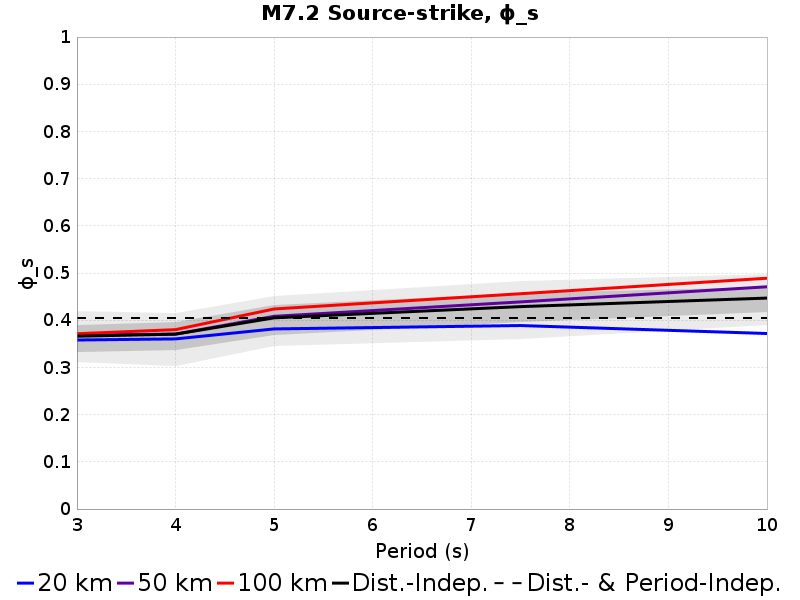 M7.2 Source-strike, ϕ_s
1
0.9
0.8
0.7
0.6
0.5
0.4
0.3
0.2
0.1
0
ϕ_s
3 4 5 6 7 8 9 10
Period (s)
20 km 50 km 100 km Dist.-Indep. Dist.- & Period-Indep.